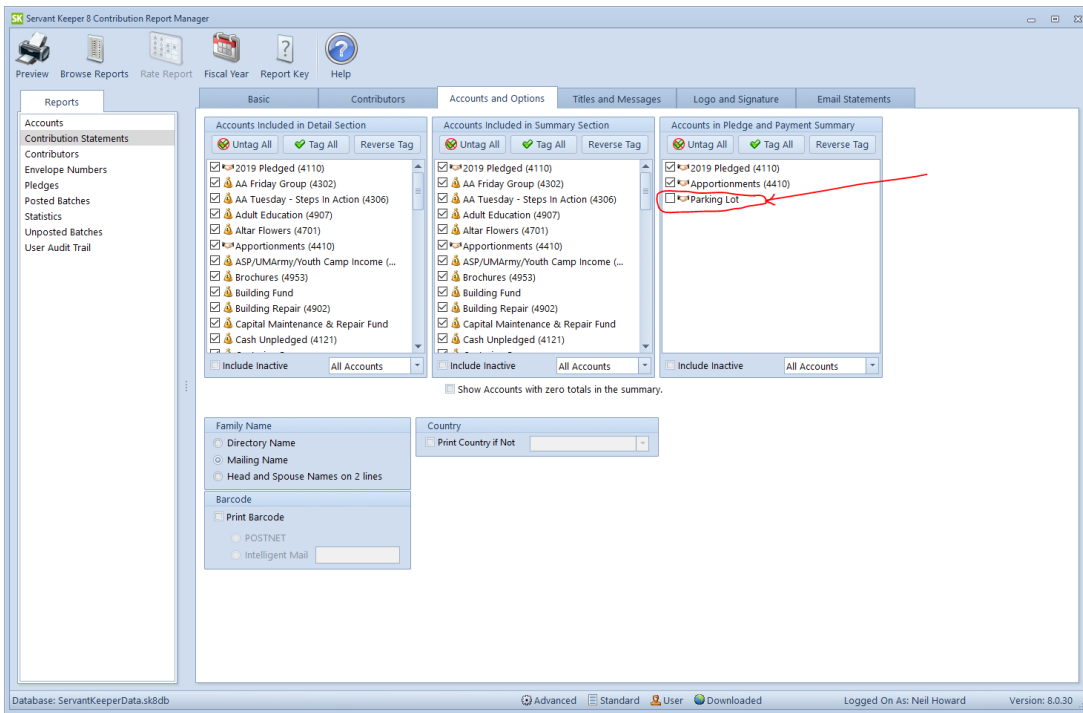 Servant Keeper 8 Contribution Report Manager
Preview Browse Reports Rate Report Fiscal Year Report Key Help
Reports
Accounts
Contribution Statements
Contributors
Envelope Numbers
Pledges
Posted Batches
Statistics
Unposted Batches
User Audit Trail
Basic Contributors Accounts and Options Titles and Messages Logo and Signature Email Statements
Accounts Included in Detail Section
Untag All Tag All Reverse Tag
2019 Pledged (4110)
AA Friday Group (4302)
AA Tuesday - Steps In Action (4306)
Adult Education (4907)
Altar Flowers (4701)
Apportionments (4410)
ASP/UMArmy/Youth Camp Income (...
Brochures (4953)
Building Fund
Building Repair (4902)
Capital Maintenance & Repair Fund
Cash Unpledged (4121)
Include Inactive All Accounts
Accounts Included in Summary Section
Untag All Tag All Reverse Tag
2019 Pledged (4110)
AA Friday Group (4302)
AA Tuesday - Steps In Action (4306)
Adult Education (4907)
Altar Flowers (4701)
Apportionments (4410)
ASP/UMArmy/Youth Camp Income (...
Brochures (4953)
Building Fund
Building Repair (4902)
Capital Maintenance & Repair Fund
Cash Unpledged (4121)
Include Inactive All Accounts
Accounts in Pledge and Payment Summary
Untag All Tag All Reverse Tag
2019 Pledged (4110)
Apportionments (4410)
Parking Lot
Include Inactive All Accounts
Show Accounts with zero totals in the summary.
Family Name
Directory Name
Mailing Name
Head and Spouse Names on 2 lines
Country
Print Country if Not
Barcode
Print Barcode
POSTNET
Intelligent Mail
Database: ServantKeeperData.sk8db Advanced Standard User Downloaded Logged On As: Neil Howard Version: 8.0.30